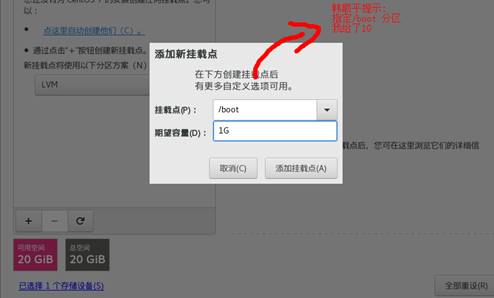 以：
韩顺平提示：
指定/boot 分区
我给了1G
• 点这里自动创建他们（C）。
• 通过点击"+"按钮创建新挂载点。
新挂载点将使用以下分区方案（N）
LVM
添加新挂载点
在下方创建挂载点后
有更多自定义选项可用。
挂载点(P)：
/boot
期望容量(D)：
1G
取消(C)
添加挂载点(A)
载点后，您可在这里浏览它们的详细信
+
−
可用空间
20 GiB
总空间
20 GiB
已选择 1 个存储设备(S)
全部重设(R)